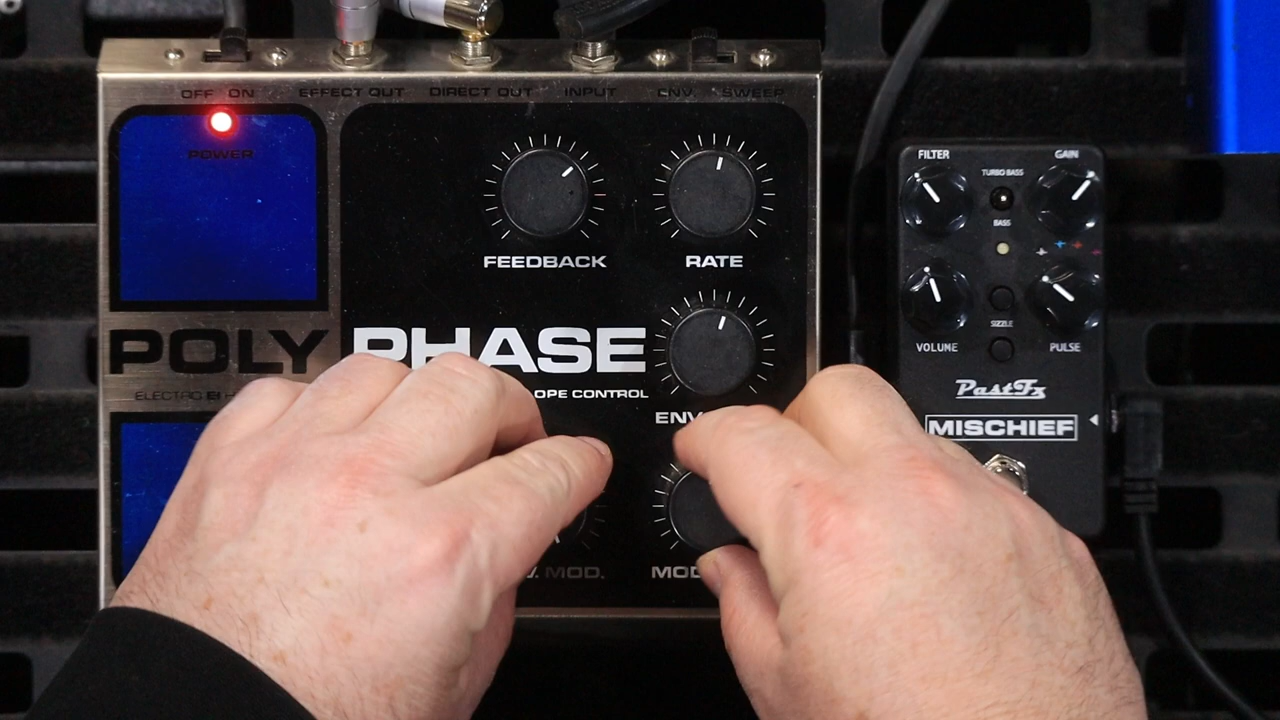 OFF ON EFFECT OUT DIRECT OUT INPUT ENV. SWEEP
POWER
FEEDBACK RATE
POLY PHASE
ELECTRO
OPE CONTROL
ENV
MOD. MOD
FILTER GAIN
TURBO BASS
BASS
SIZZLE
VOLUME PULSE
PastFx
MISCHIEF